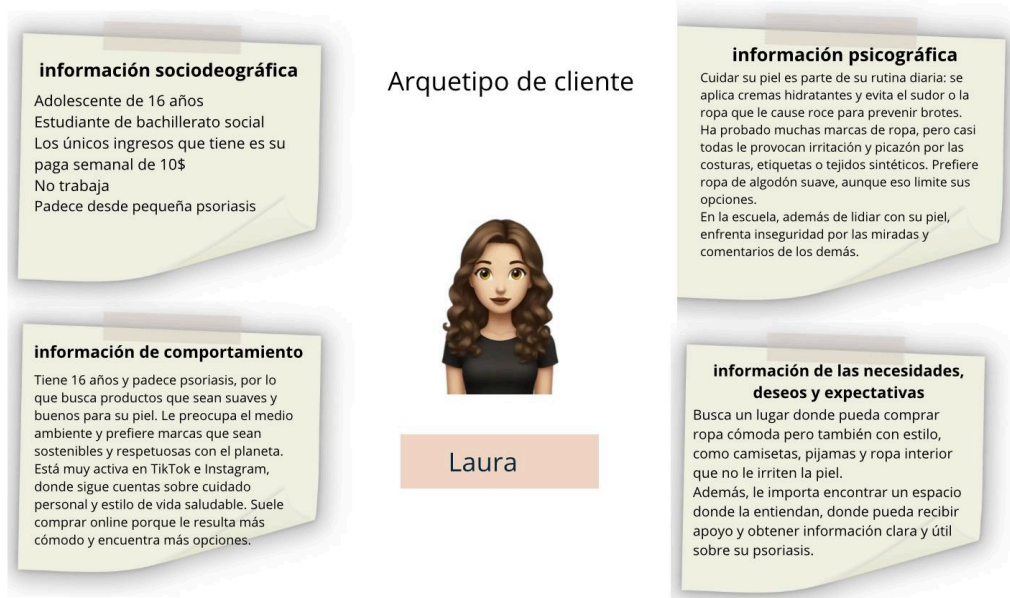 información sociodeográfica
Adolescente de 16 años
Estudiante de bachillerato social
Los únicos ingresos que tiene es su
paga semanal de 10$
No trabaja
Padece desde pequeña psoriasis
Arquetipo de cliente
información psicográfica
Cuidar su piel es parte de su rutina diaria: se
aplica cremas hidratantes y evita el sudor o la
ropa que le cause roce para prevenir brotes.
Ha probado muchas marcas de ropa, pero casi
todas le provocan irritación y picazón por las
costuras, etiquetas o tejidos sintéticos. Prefiere
ropa de algodón suave, aunque eso limite sus
opciones.
En la escuela, además de lidiar con su piel,
enfrenta inseguridad por las miradas y
comentarios de los demás.
información de comportamiento
Tiene 16 años y padece psoriasis, por lo
que busca productos que sean suaves y
buenos para su piel. Le preocupa el medio
ambiente y prefiere marcas que sean
sostenibles y respetuosas con el planeta.
Está muy activa en TikTok e Instagram,
donde sigue cuentas sobre cuidado
personal y estilo de vida saludable. Suele
comprar online porque le resulta más
cómodo y encuentra más opciones.
Laura
información de las necesidades,
deseos y expectativas
Busca un lugar donde pueda comprar
ropa cómoda pero también con estilo,
como camisetas, pijamas y ropa interior
que no le irriten la piel.
Además, le importa encontrar un espacio
donde la entiendan, donde pueda recibir
apoyo y obtener información clara y útil
sobre su psoriasis.